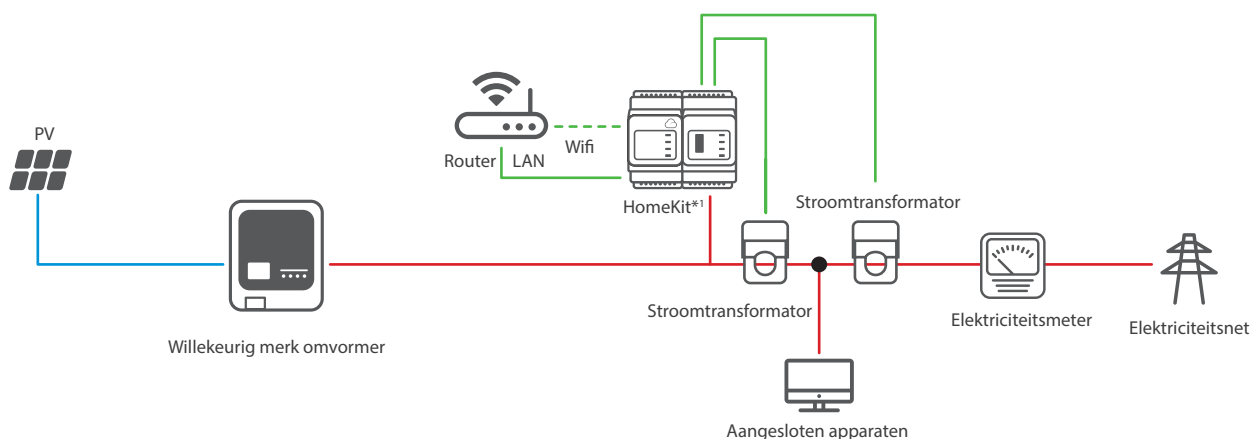 PV
Router
LAN
Wifi
HomeKit*¹
Stroomtransformator
Stroomtransformator
Elektriciteitsmeter
Elektriciteitsnet
Willekeurig merk omvormer
Aangesloten apparaten